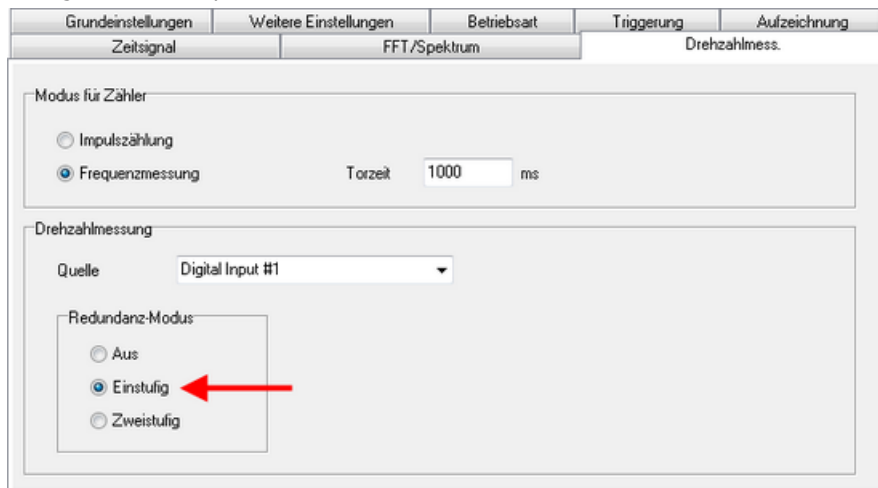 Grundeinstellungen Weitere Einstellungen Betriebsart Triggerung Aufzeichnung
Zeitsignal FFT/Spektrum Drehzahlmess.
Modus für Zähler
Impulszählung
Frequenzmessung Torzeit 1000 ms
Drehzahlmessung
Quelle Digital Input #1
Redundanz-Modus
Aus
Einstufig
Zweistufig